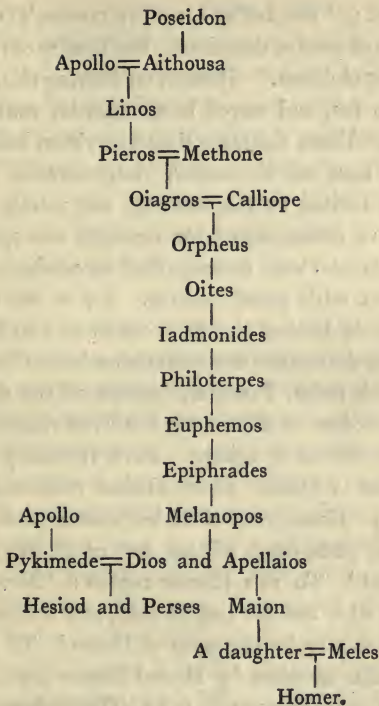 Poseidon
Apollo Aithousa
Linos
Pieros Methone
Oiagros Calliope
Orpheus
Oites
Iadmonides
Philoterpes
Euphemos
Epiphrades
Apollo Melanopos
Pykimede Dios and Apellaios
Hesiod and Perses Maion
A daughter Meles
Homer.